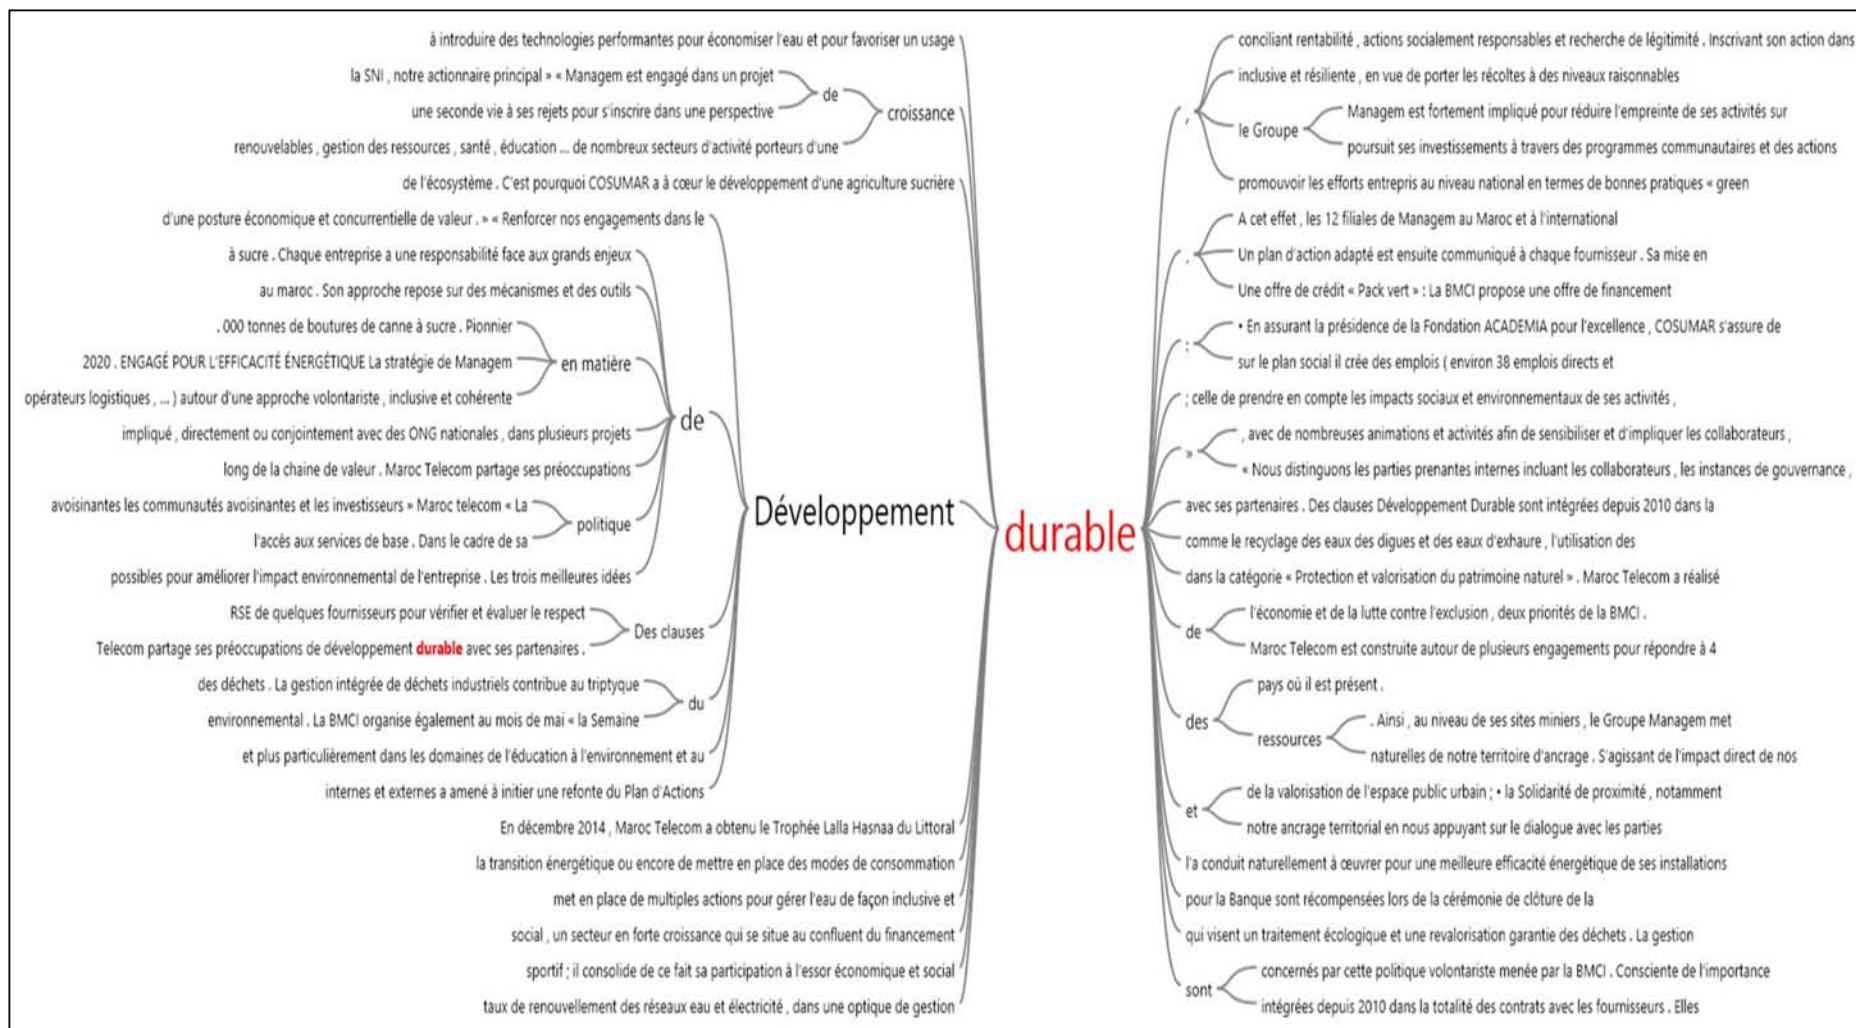 à introduire des technologies performantes pour économiser l'eau et pour favoriser un usage
la SNI , notre actionnaire principal » « Managem est engagé dans un projet
une seconde vie à ses rejets pour s'inscrire dans une perspective
de
renouvelables , gestion des ressources , santé , éducation ... de nombreux secteurs d'activité porteurs d'une
croissance
de l'écosystème . C'est pourquoi COSUMAR a à cœur le développement d'une agriculture sucrière
d'une posture économique et concurrentielle de valeur . » « Renforcer nos engagements dans le
à sucre . Chaque entreprise a une responsabilité face aux grands enjeux
au maroc . Son approche repose sur des mécanismes et des outils
. 000 tonnes de boutures de canne à sucre . Pionnier
2020 . ENGAGÉ POUR L'EFFICACITÉ ÉNERGÉTIQUE La stratégie de Managem
opérateurs logistiques , ... ) autour d'une approche volontariste , inclusive et cohérente
en matière
impliqué , directement ou conjointement avec des ONG nationales , dans plusieurs projets
long de la chaine de valeur . Maroc Telecom partage ses préoccupations
avoisinantes les communautés avoisinantes et les investisseurs » Maroc telecom « La
l'accès aux services de base . Dans le cadre de sa
politique
possibles pour améliorer l'impact environnemental de l'entreprise . Les trois meilleures idées
de
RSE de quelques fournisseurs pour vérifier et évaluer le respect
Telecom partage ses préoccupations de développement durable avec ses partenaires .
Des clauses
des déchets . La gestion intégrée de déchets industriels contribue au triptyque
environnemental . La BMCI organise également au mois de mai « la Semaine
du
et plus particulièrement dans les domaines de l'éducation à l'environnement et au
internes et externes a amené à initier une refonte du Plan d'Actions
Développement
En décembre 2014 , Maroc Telecom a obtenu le Trophée Lalla Hasnaa du Littoral
la transition énergétique ou encore de mettre en place des modes de consommation
met en place de multiples actions pour gérer l'eau de façon inclusive et
social , un secteur en forte croissance qui se situe au confluent du financement
sportif ; il consolide de ce fait sa participation à l'essor économique et social
taux de renouvellement des réseaux eau et électricité , dans une optique de gestion
durable
,
conciliant rentabilité , actions socialement responsables et recherche de légitimité . Inscrivant son action dans
inclusive et résiliente , en vue de porter les récoltes à des niveaux raisonnables
le Groupe
Managem est fortement impliqué pour réduire l'empreinte de ses activités sur
poursuit ses investissements à travers des programmes communautaires et des actions
promouvoir les efforts entrepris au niveau national en termes de bonnes pratiques « green
.
A cet effet , les 12 filiales de Managem au Maroc et à l'international
Un plan d'action adapté est ensuite communiqué à chaque fournisseur . Sa mise en
Une offre de crédit « Pack vert » : La BMCI propose une offre de financement
:
• En assurant la présidence de la Fondation ACADEMIA pour l'excellence , COSUMAR s'assure de
sur le plan social il crée des emplois ( environ 38 emplois directs et
; celle de prendre en compte les impacts sociaux et environnementaux de ses activités ,
»
, avec de nombreuses animations et activités afin de sensibiliser et d'impliquer les collaborateurs ,
« Nous distinguons les parties prenantes internes incluant les collaborateurs , les instances de gouvernance ,
avec ses partenaires . Des clauses Développement Durable sont intégrées depuis 2010 dans la
comme le recyclage des eaux des digues et des eaux d'exhaure , l'utilisation des
dans la catégorie « Protection et valorisation du patrimoine naturel » . Maroc Telecom a réalisé
de
l'économie et de la lutte contre l'exclusion , deux priorités de la BMCI .
Maroc Telecom est construite autour de plusieurs engagements pour répondre à 4
des
pays où il est présent .
ressources
. Ainsi , au niveau de ses sites miniers , le Groupe Managem met
naturelles de notre territoire d'ancrage . S'agissant de l'impact direct de nos
et
de la valorisation de l'espace public urbain ; • la Solidarité de proximité , notamment
notre ancrage territorial en nous appuyant sur le dialogue avec les parties
l'a conduit naturellement à œuvrer pour une meilleure efficacité énergétique de ses installations
pour la Banque sont récompensées lors de la cérémonie de clôture de la
qui visent un traitement écologique et une revalorisation garantie des déchets . La gestion
sont
concernés par cette politique volontariste menée par la BMCI . Consciente de l'importance
intégrées depuis 2010 dans la totalité des contrats avec les fournisseurs . Elles